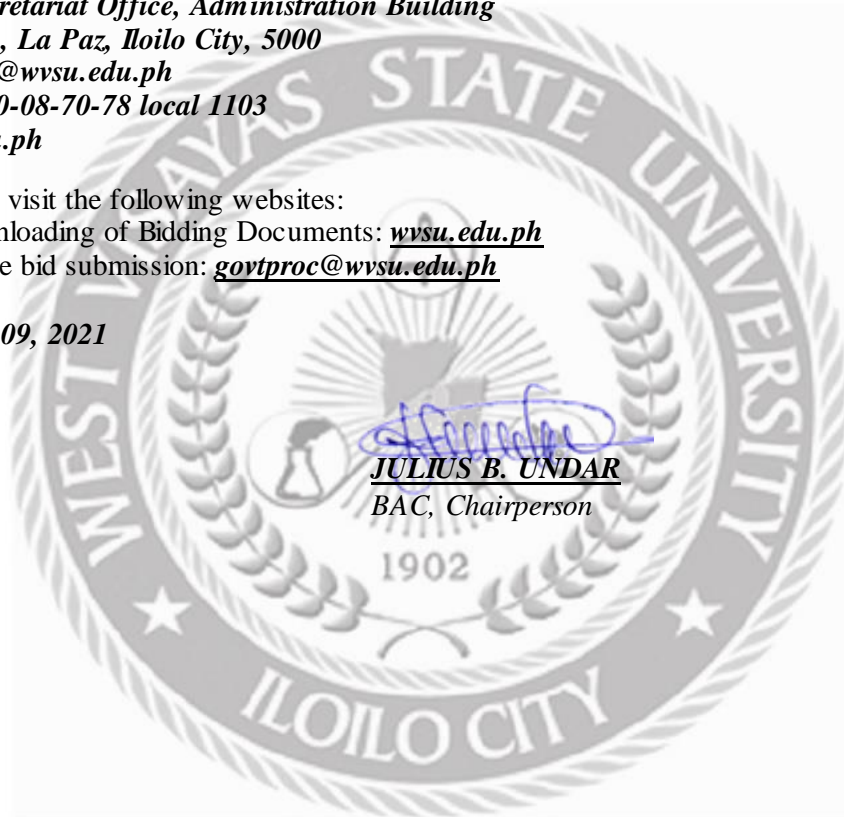 retariat Office, Administration Building
, La Paz, Iloilo City, 5000
@wvsu.edu.ph
0-08-70-78 local 1103
.ph
visit the following websites:
nloading of Bidding Documents: wvsu.edu.ph
e bid submission: govtproc@wvsu.edu.ph
09, 2021
JULIUS B. UNDAR
BAC, Chairperson
WEST VISAYAS STATE UNIVERSITY
1902
ILOILO CITY